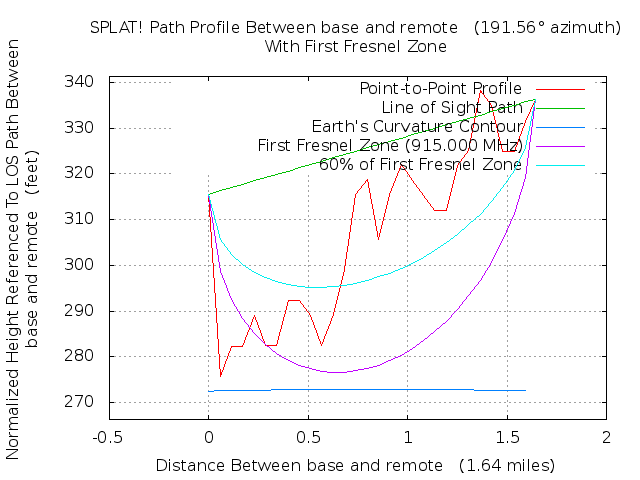 SPLAT! Path Profile Between base and remote (191.56° azimuth)
With First Fresnel Zone
Normalized Height Referenced To LOS Path Between
base and remote (feet)
340
330
320
310
300
290
280
270
Point-to-Point Profile
Line of Sight Path
Earth's Curvature Contour
First Fresnel Zone (915.000 MHz)
60% of First Fresnel Zone
-0.5 0 0.5 1 1.5 2
Distance Between base and remote (1.64 miles)